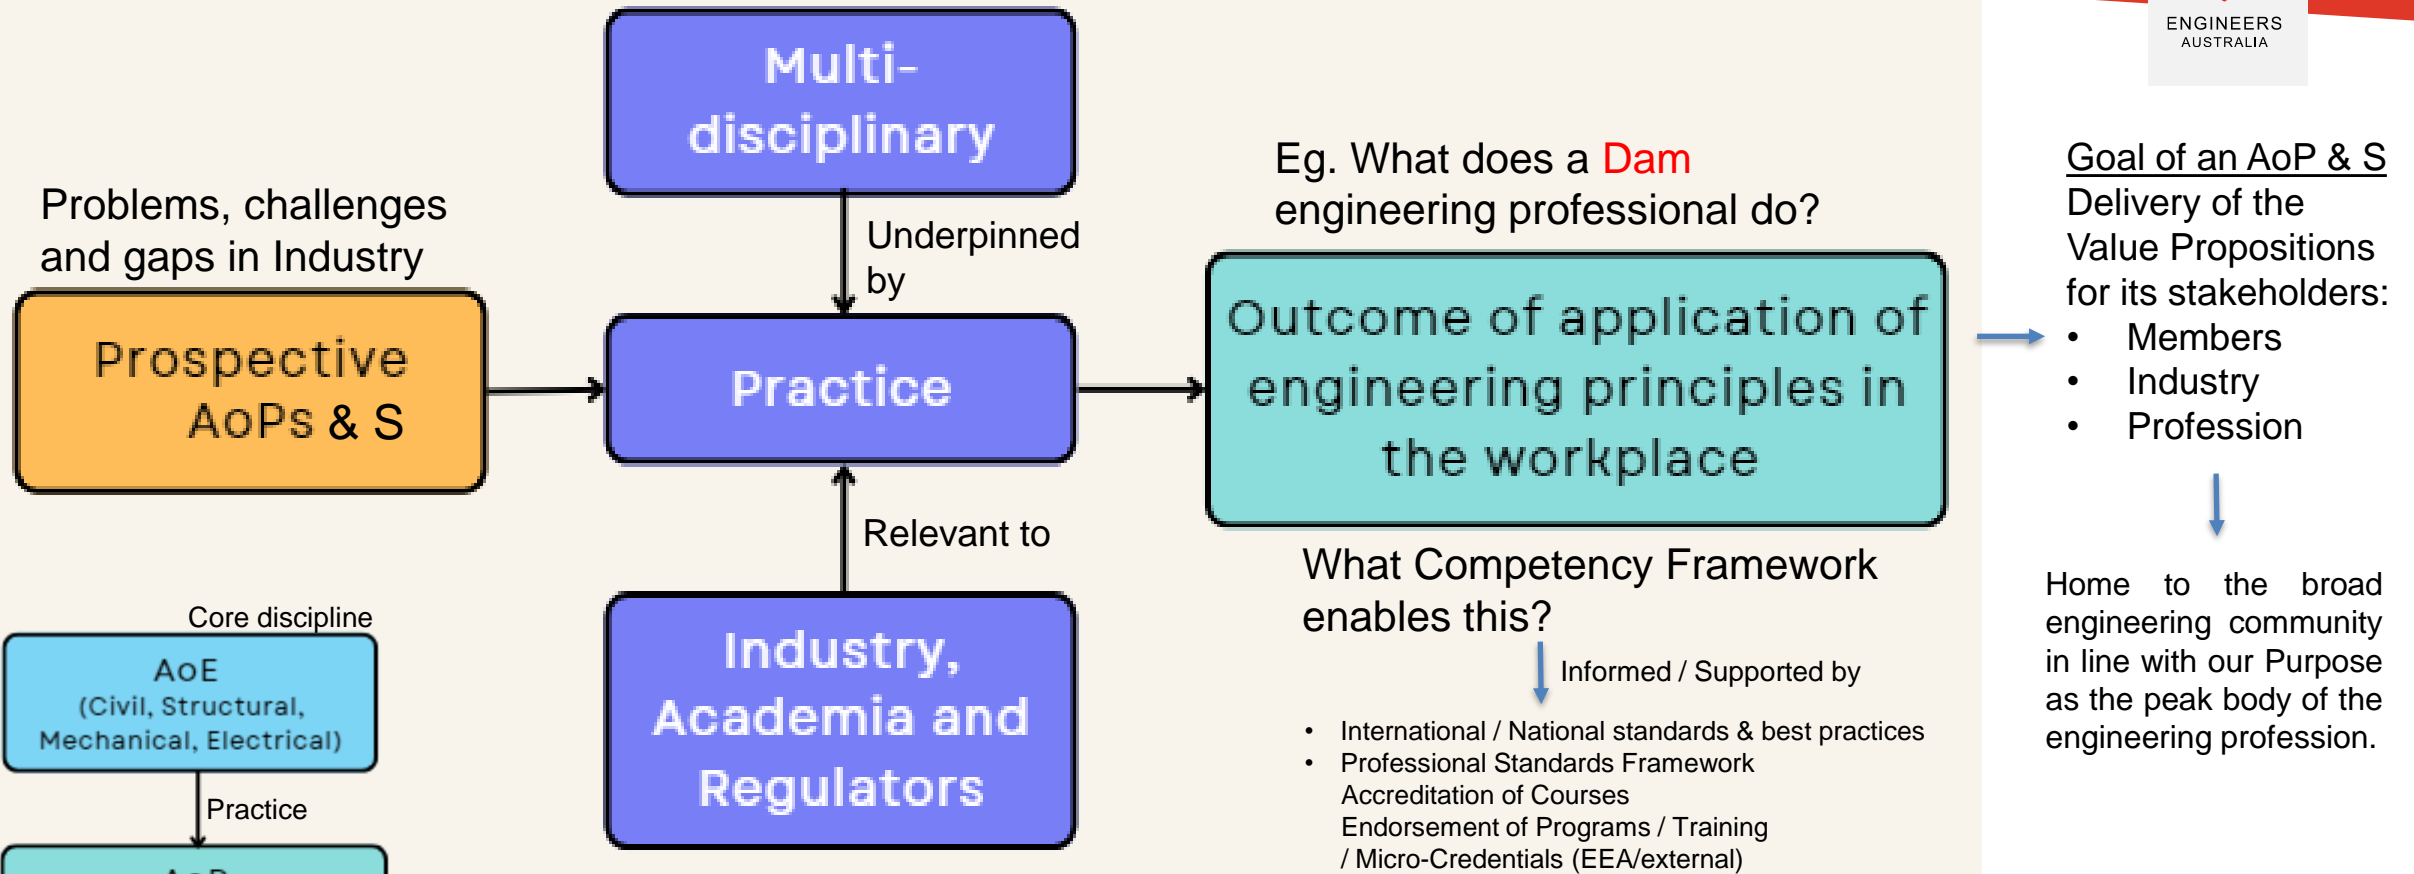 ENGINEERS
AUSTRALIA
Multi-
disciplinary
Problems, challenges
and gaps in Industry
Underpinned
by
Eg. What does a Dam
engineering professional do?
Prospective
AoPs & S
Practice
Outcome of application of
engineering principles in
the workplace
Goal of an AoP & S
Delivery of the
Value Propositions
for its stakeholders:
• Members
• Industry
• Profession
Relevant to
Industry,
Academia and
Regulators
What Competency Framework
enables this?
Informed / Supported by
• International / National standards & best practices
• Professional Standards Framework
Accreditation of Courses
Endorsement of Programs / Training
/ Micro-Credentials (EEA/external)
Home to the broad
engineering community
in line with our Purpose
as the peak body of the
engineering profession.
Core discipline
AoE
(Civil, Structural,
Mechanical, Electrical)
Practice